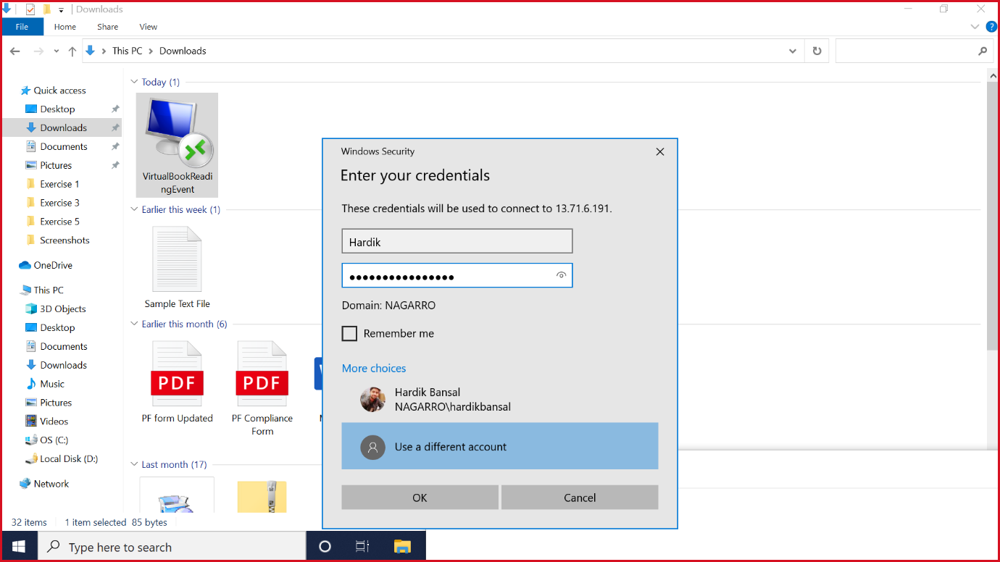 Downloads
File
Home
Share
View
?
This PC
Downloads
Quick access
Desktop
Downloads
Documents
Pictures
Exercise 1
Exercise 3
Exercise 5
Screenshots
OneDrive
This PC
3D Objects
Desktop
Documents
Downloads
Music
Pictures
Videos
OS (C:)
Local Disk (D:)
Network
Today (1)
VirtualBookReadi
ngEvent
Earlier this week (1)
Sample Text File
Earlier this month (6)
PDF
PDF
PF form Updated
PF Compliance
Form
Last month (17)
Windows Security
Enter your credentials
These credentials will be used to connect to 13.71.6.191.
Hardik
●●●●●●●●●●●●●●●●
Domain: NAGARRO
Remember me
More choices
Hardik Bansal
NAGARRO\hardikbansal
Use a different account
OK
Cancel
32 items
1 item selected 85 bytes
Type here to search